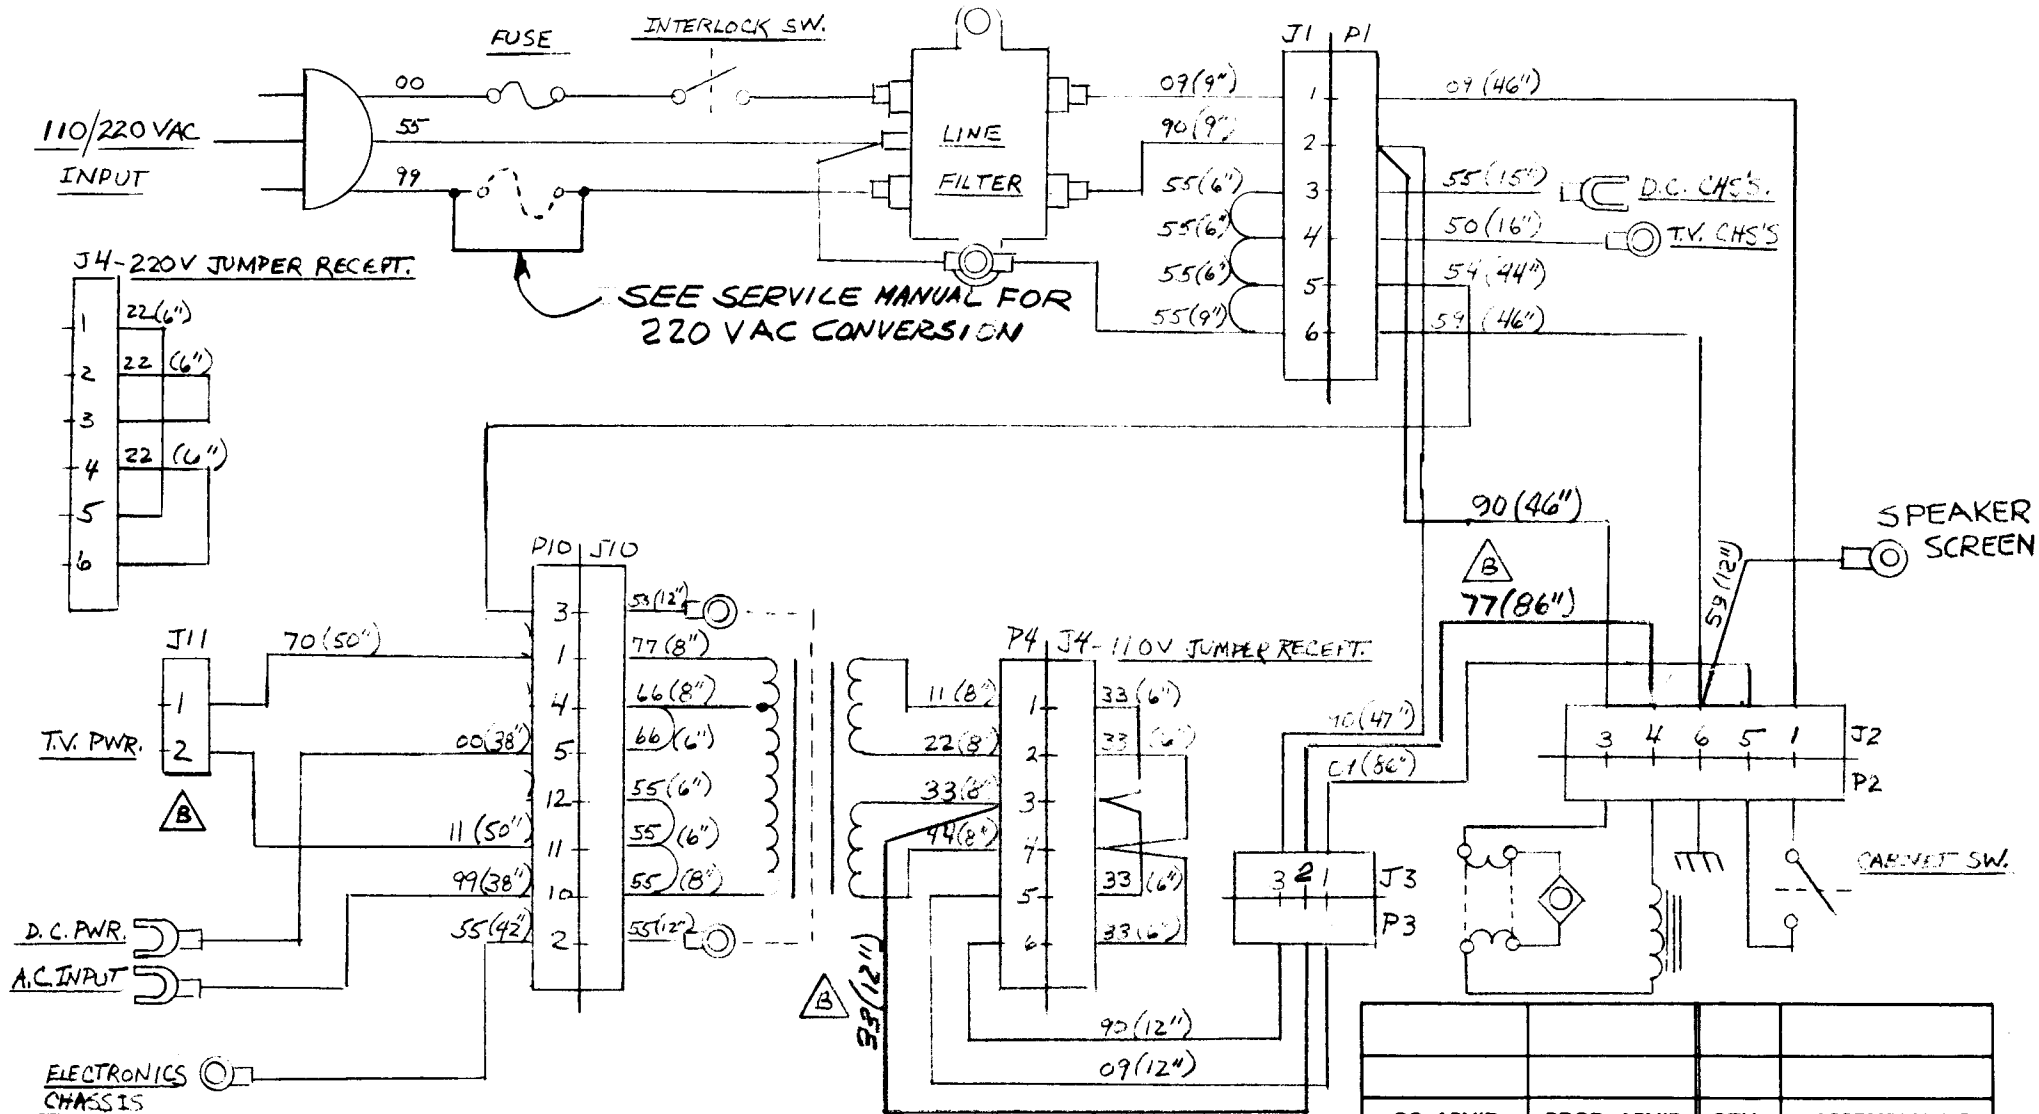 FUSE
INTERLOCK SW.
J1 P1
00
55
99
110/220 VAC
INPUT
LINE
FILTER
09(9")
90(9")
55(6")
55(6")
55(6")
55(9")
1
2
3
4
5
6
09(46")
55(15")
D.C. CHS'S.
50(16")
T.V. CHS'S
54(44")
59(46")
J4-220V JUMPER RECEPT.
SEE SERVICE MANUAL FOR
220 VAC CONVERSION
1
22(6")
2
22 (6")
3
4
22 (6")
5
6
90(46")
B
77(86")
59(12")
SPEAKER
SCREEN
P10 J10
3
53(12")
1
77(8")
4
66(8")
5
66(6")
12
55(6")
11
55(6")
10
55(8")
2
55(12")
J11
1
2
70(50")
T.V. PWR.
B
00(38")
11(50")
99(38")
55(42")
D.C. PWR.
A.C. INPUT
ELECTRONICS
CHASSIS
B
P4 J4-110V JUMPER RECEPT.
11(8")
22(8")
33(8")
44(8")
1
2
3
7
5
6
33(6")
33(6")
33(6")
33(6")
33(12")
90(12")
09(12")
(47")
(86")
3 2 1
J3
P3
3 4 6 5 1
J2
P2
CABINET SW.